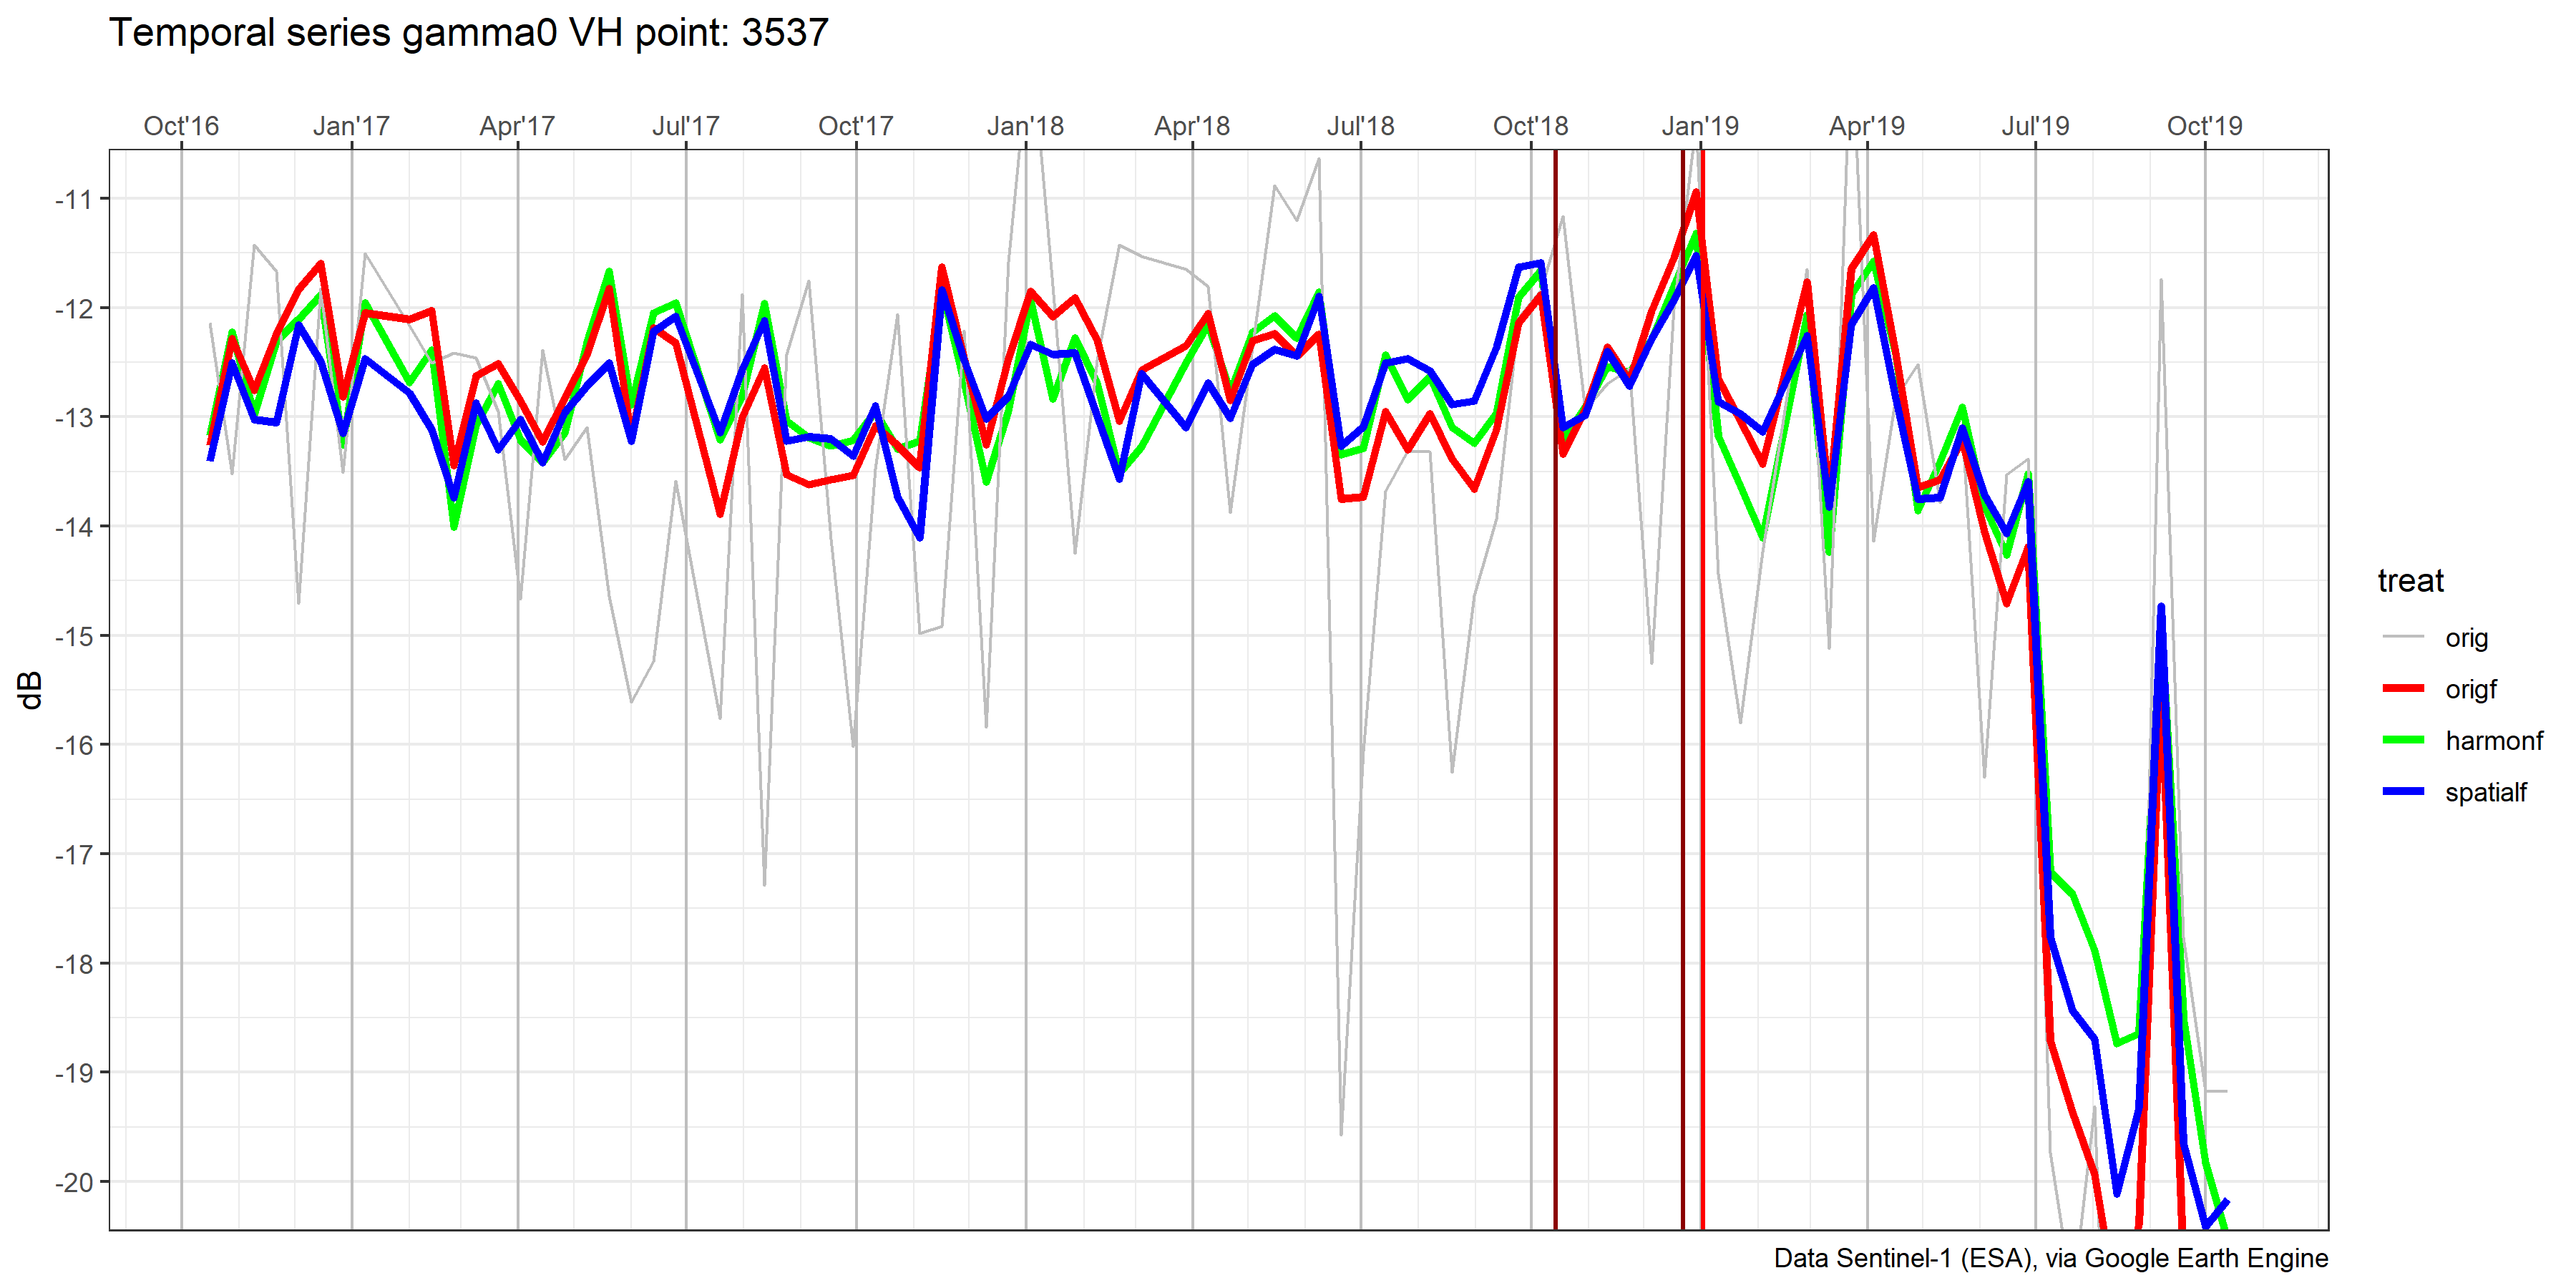 Temporal series gamma0 VH point: 3537
Oct'16 Jan'17 Apr'17 Jul'17 Oct'17 Jan'18 Apr'18 Jul'18 Oct'18 Jan'19 Apr'19 Jul'19 Oct'19
-11
-12
-13
-14
-15
-16
-17
-18
-19
-20
dB
treat
orig
origf
harmonf
spatialf
Data Sentinel-1 (ESA), via Google Earth Engine